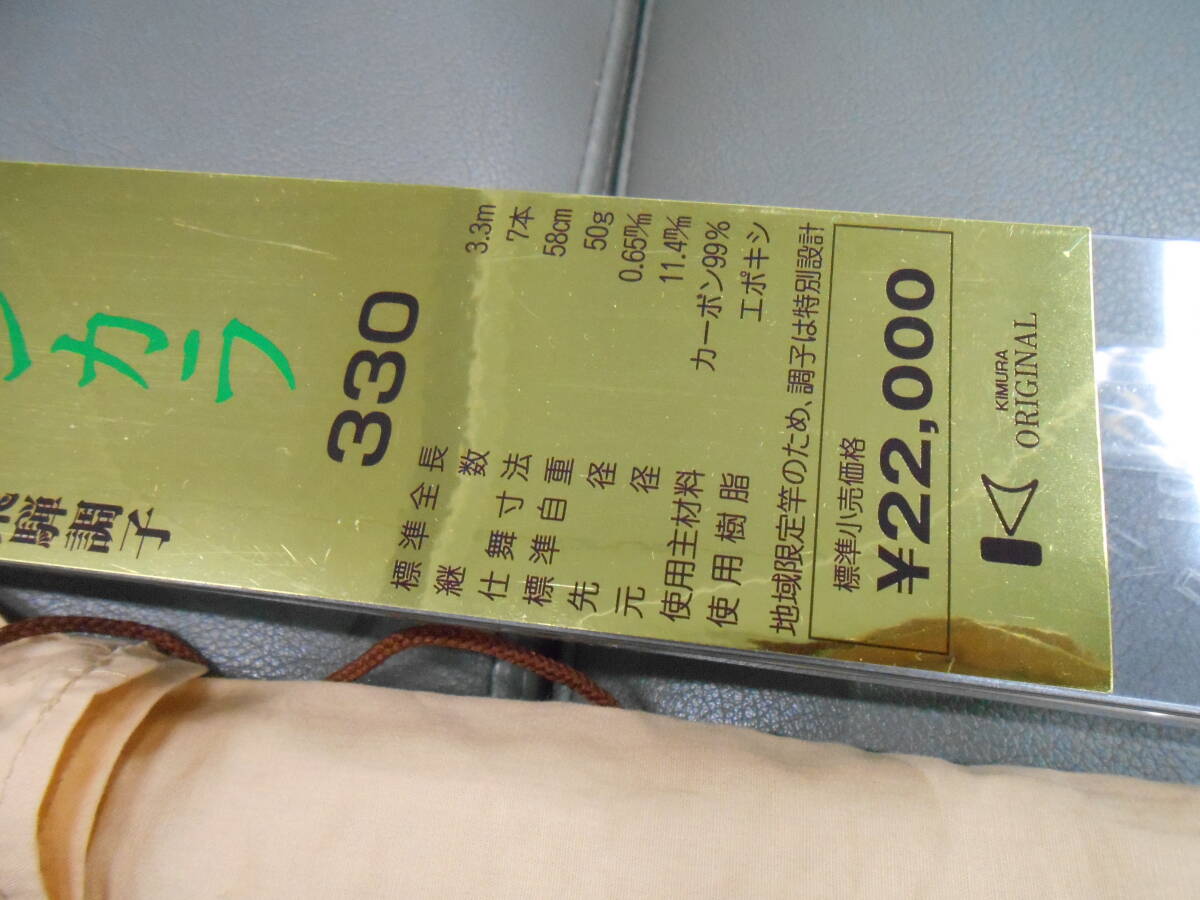 ンカラ
騨調子
330
標準全長 3.3m
継数 7本
仕舞寸法 58cm
標準自重 50g
先径 0.65m/m
元径 11.4m/m
使用主材料 カーボン99%
使用樹脂 エポキシ
地域限定竿のため、調子は特別設計
標準小売価格
¥22,000
KIMURA
ORIGINAL